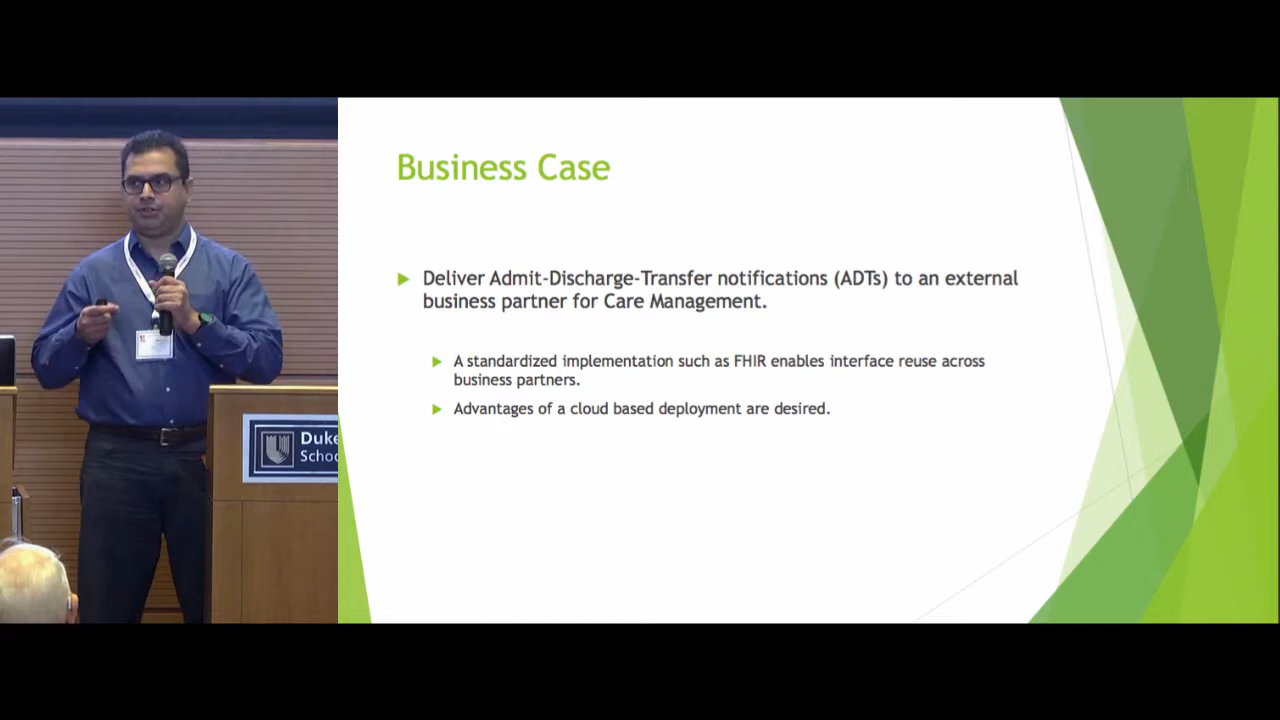 Business Case
Deliver Admit-Discharge-Transfer notifications (ADTs) to an external
business partner for Care Management.
A standardized implementation such as FHIR enables interface reuse across
business partners.
Advantages of a cloud based deployment are desired.
Duke
Schoo